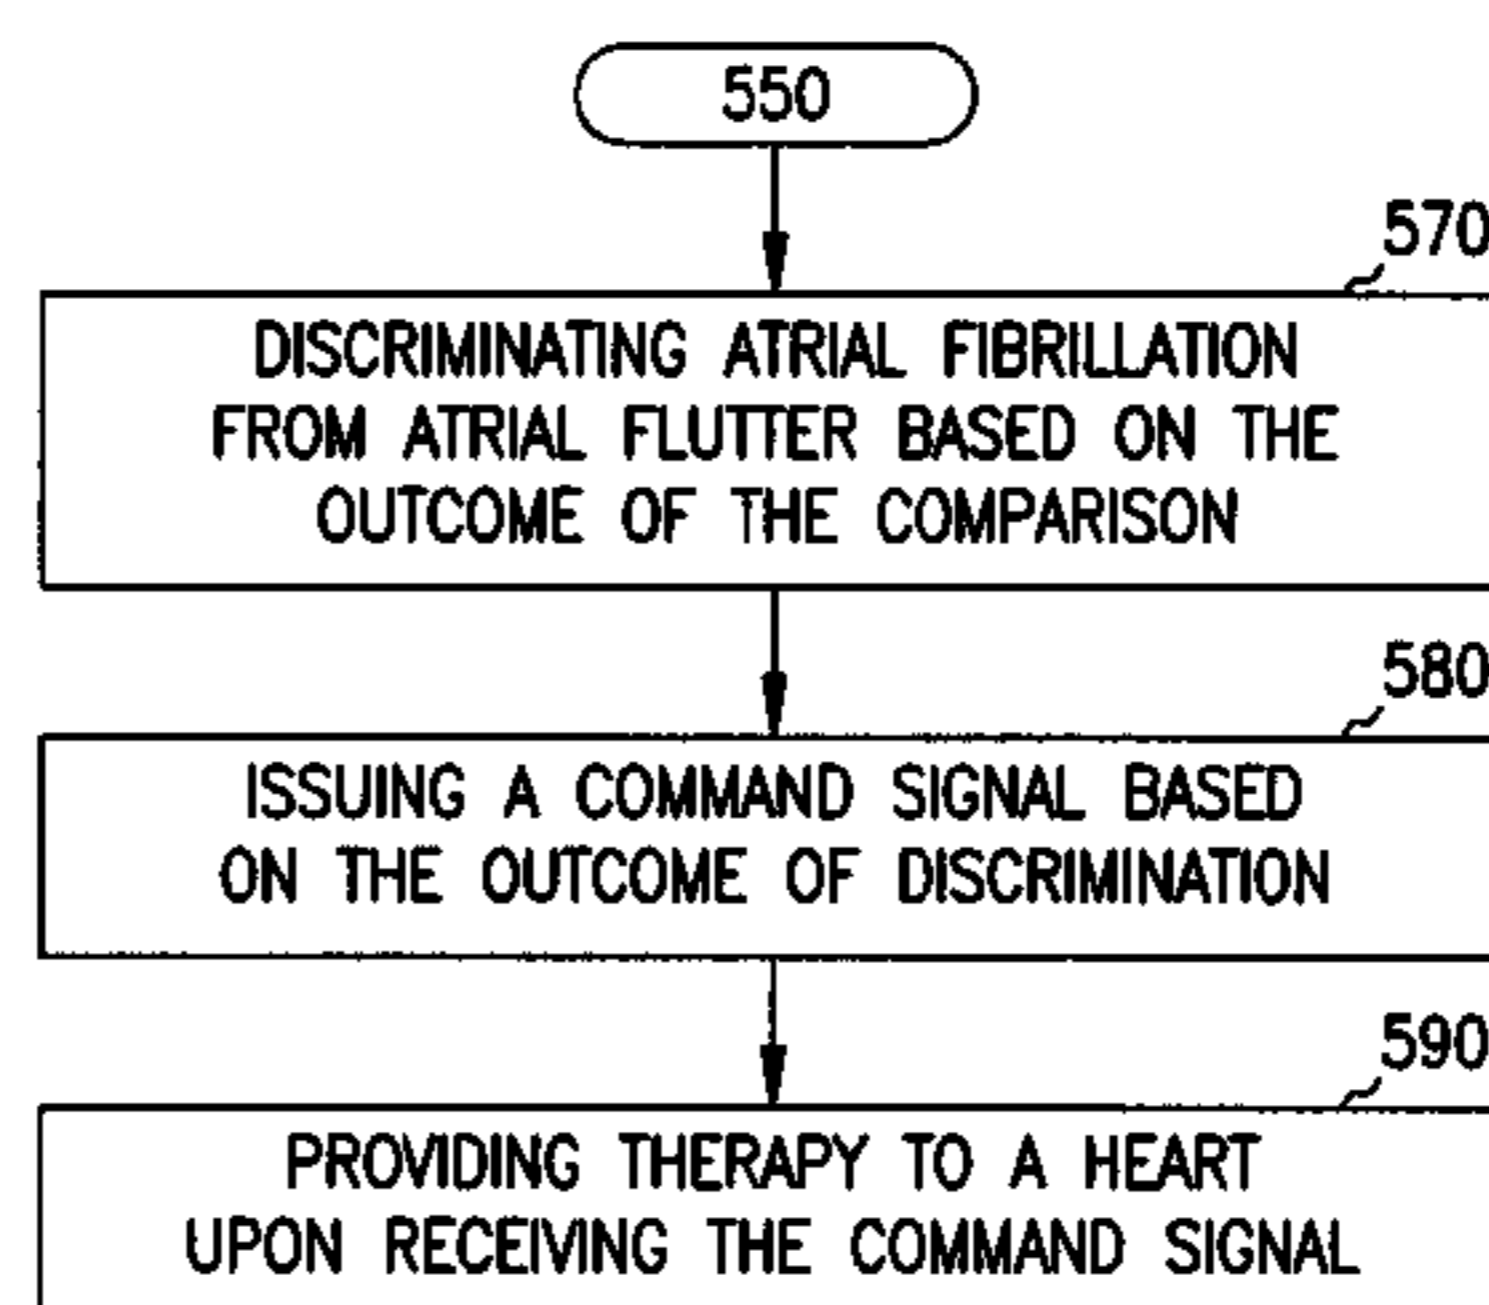 550
570
DISCRIMINATING ATRIAL FIBRILLATION
FROM ATRIAL FLUTTER BASED ON THE
OUTCOME OF THE COMPARISON
580
ISSUING A COMMAND SIGNAL BASED
ON THE OUTCOME OF DISCRIMINATION
590
PROVIDING THERAPY TO A HEART
UPON RECEIVING THE COMMAND SIGNAL